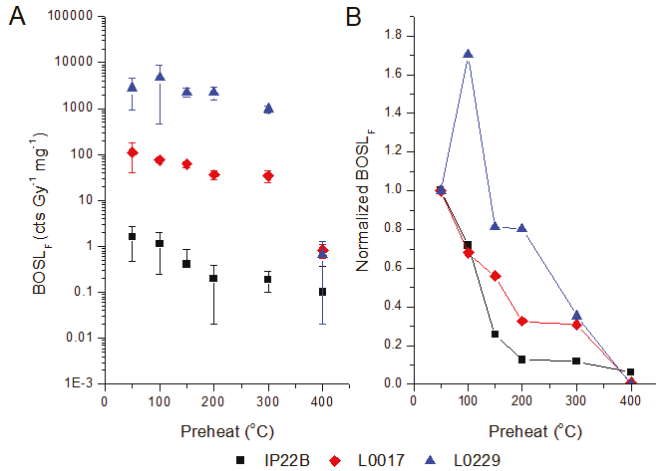 A
B
BOSL_F (cts Gy⁻¹ mg⁻¹)
100000
10000
1000
100
10
1
0.1
0.01
1E-3
0 100 200 300 400
Preheat (°C)
Normalized BOSL_F
1.8
1.6
1.4
1.2
1.0
0.8
0.6
0.4
0.2
0.0
0 100 200 300 400
Preheat (°C)
IP22B L0017 L0229